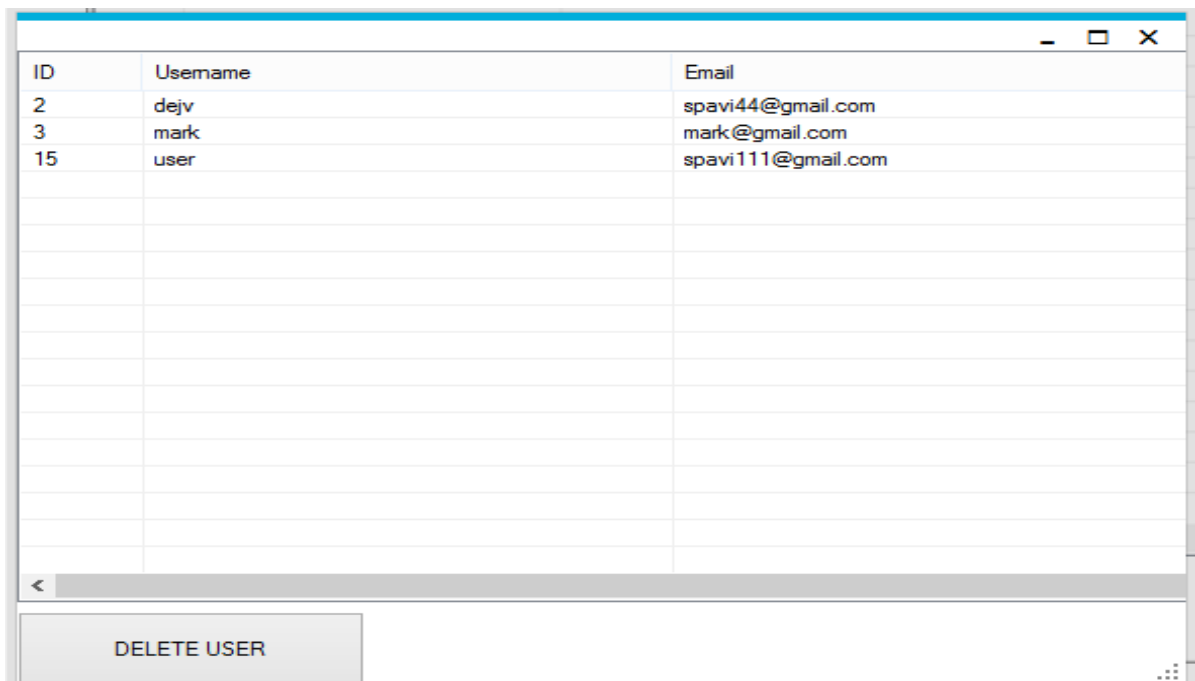 ID Username Email
2 dejv spavi44@gmail.com
3 mark mark@gmail.com
15 user spavi111@gmail.com
DELETE USER